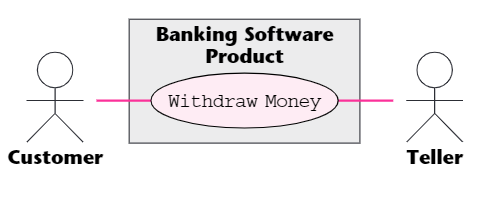 Banking Software
Product
Withdraw Money
Customer
Teller